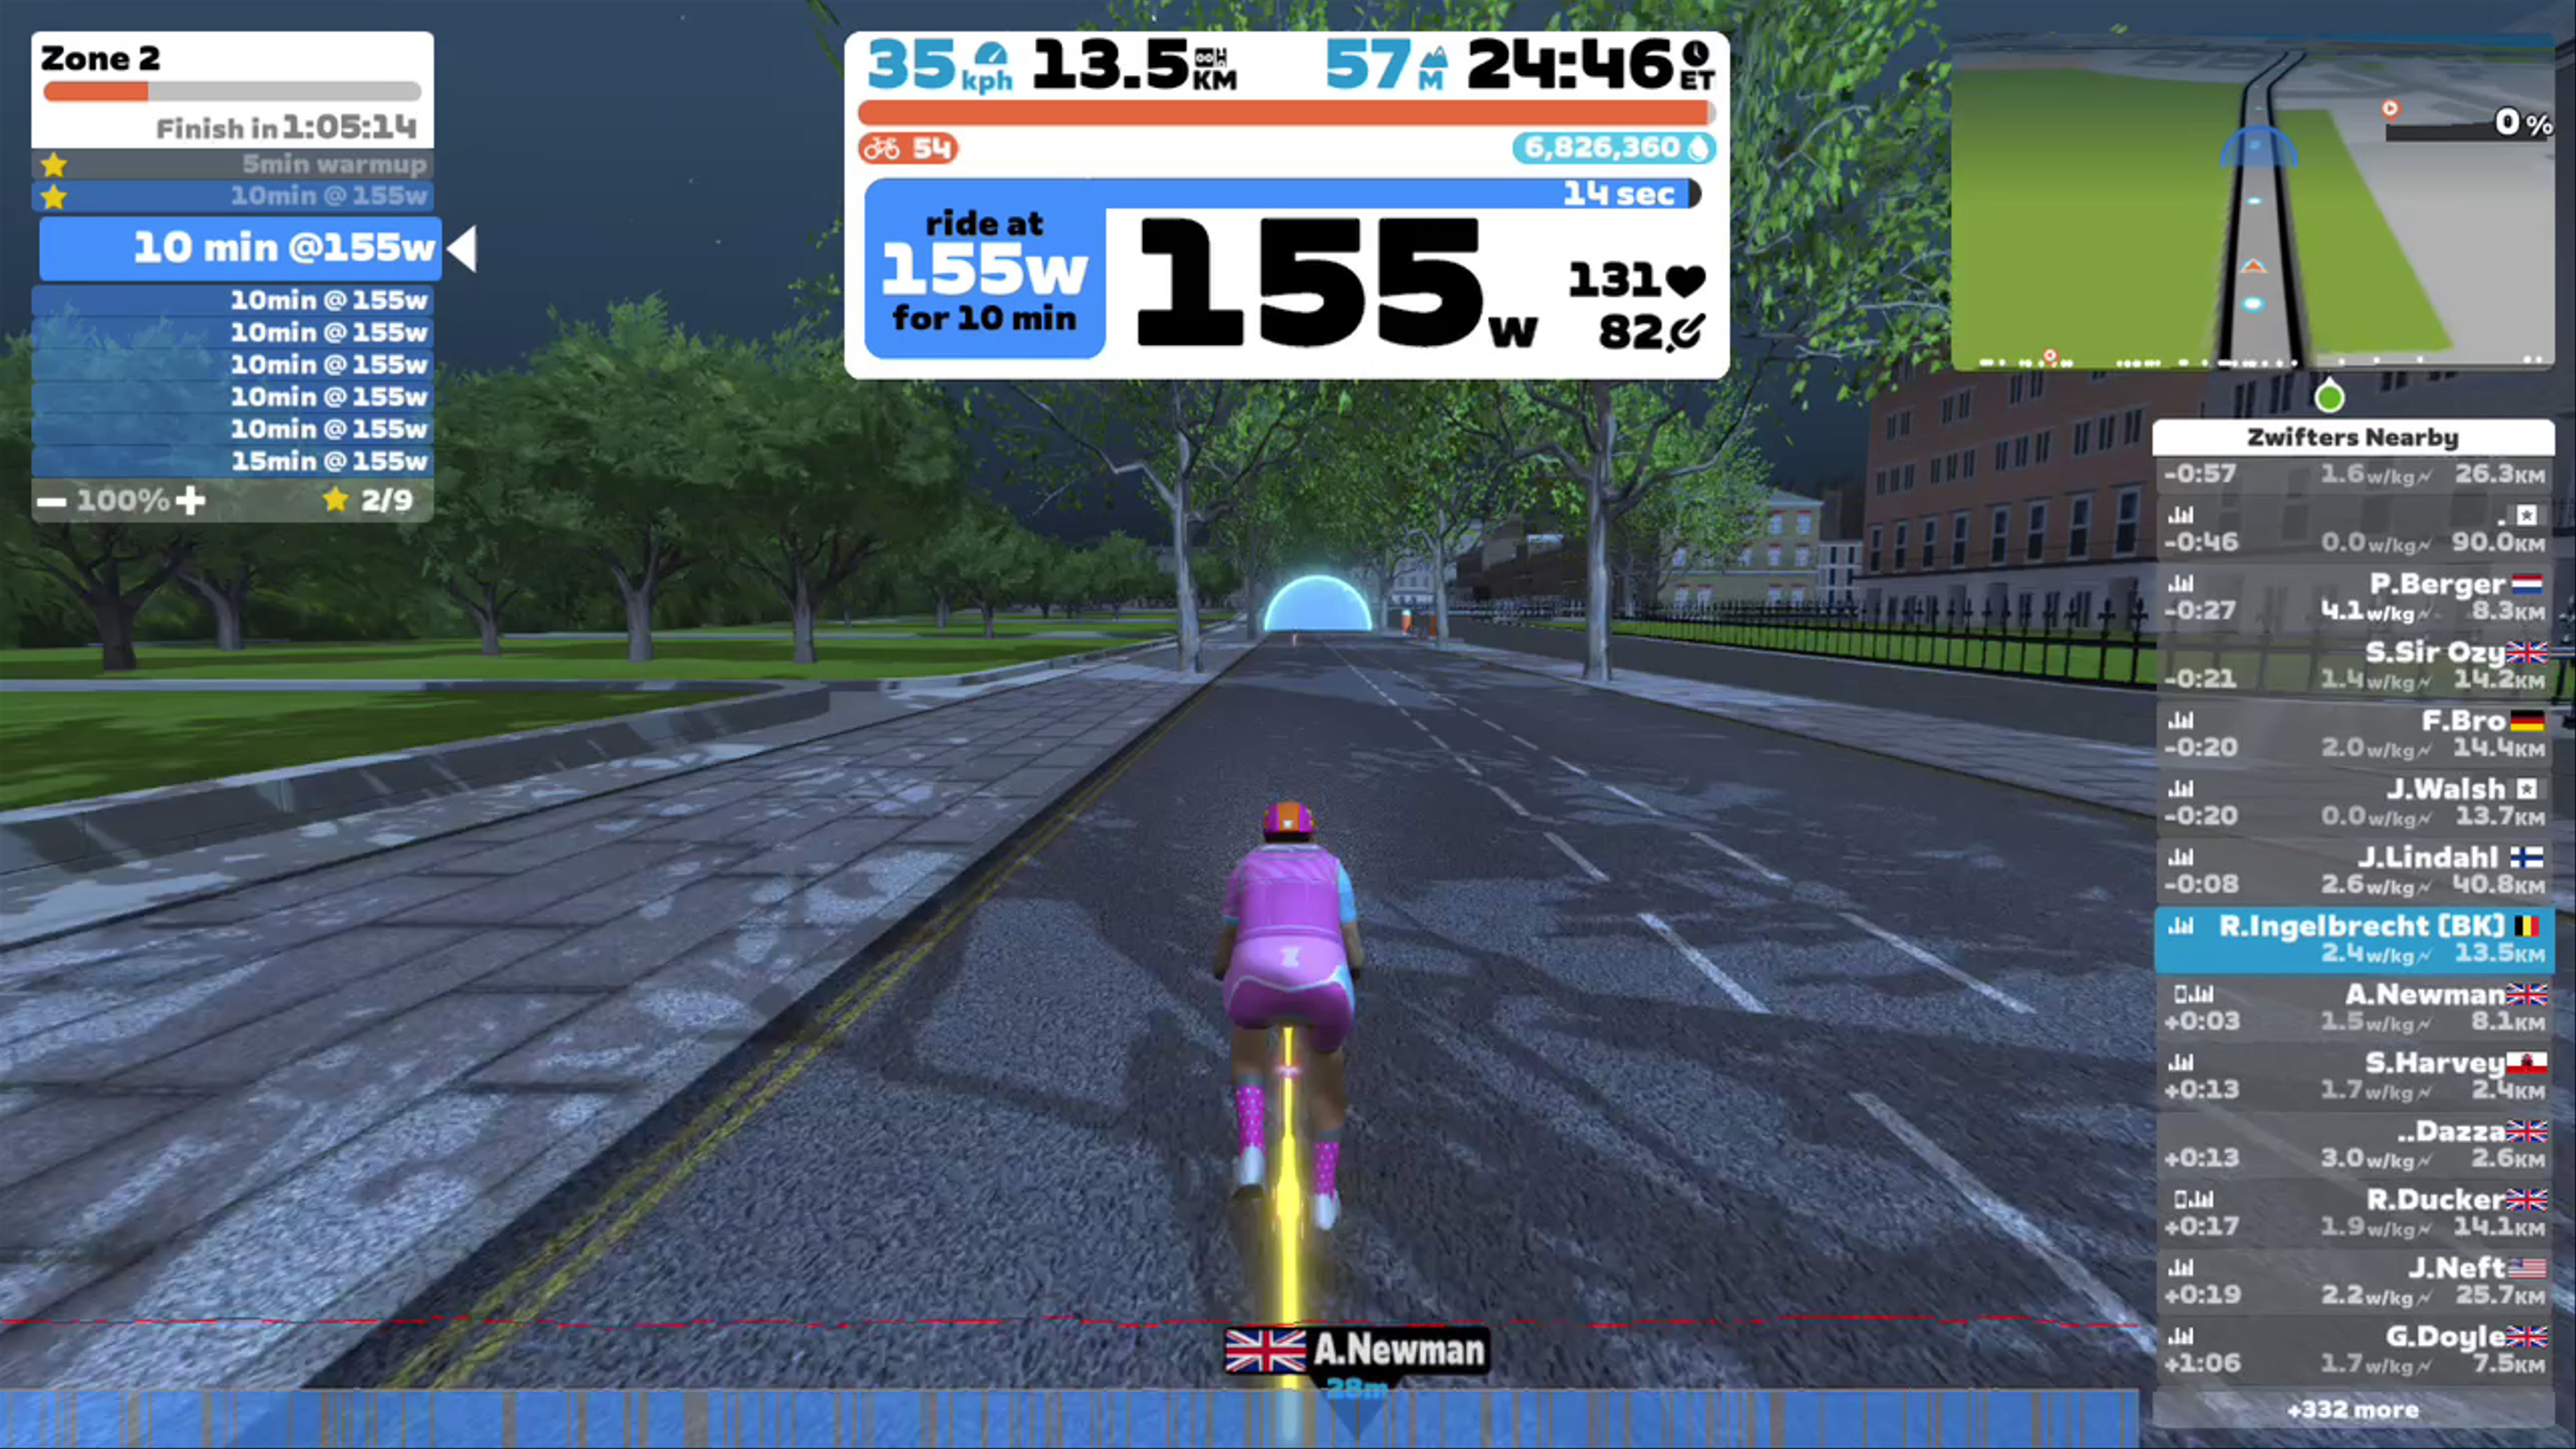 Zone 2
Finish in 1:05:14
5min warmup
10min @ 155w
10 min @155w
10min @ 155w
10min @ 155w
10min @ 155w
10min @ 155w
10min @ 155w
15min @ 155w
100% 2/9
35 kph 13.5 KM 57 M 24:46 ET
54 6,826,360
14 sec
ride at
155w
for 10 min
155 w
131
82
0 %
Zwifters Nearby
-0:57 1.6 w/kg 26.3 KM
.
-0:46 0.0 w/kg 90.0 KM
P.Berger
-0:27 4.1 w/kg 8.3 KM
S.Sir Ozy
-0:21 1.4 w/kg 14.2 KM
F.Bro
-0:20 2.0 w/kg 14.4 KM
J.Walsh
-0:20 0.0 w/kg 13.7 KM
J.Lindahl
-0:08 2.6 w/kg 40.8 KM
R.Ingelbrecht [BK]
2.4 w/kg 13.5 KM
A.Newman
+0:03 1.5 w/kg 8.1 KM
S.Harvey
+0:13 1.7 w/kg 2.4 KM
..Dazza
+0:13 3.0 w/kg 2.6 KM
R.Ducker
+0:17 1.9 w/kg 14.1 KM
J.Neft
+0:19 2.2 w/kg 25.7 KM
G.Doyle
+1:06 1.7 w/kg 7.5 KM
+332 more
A.Newman
28m